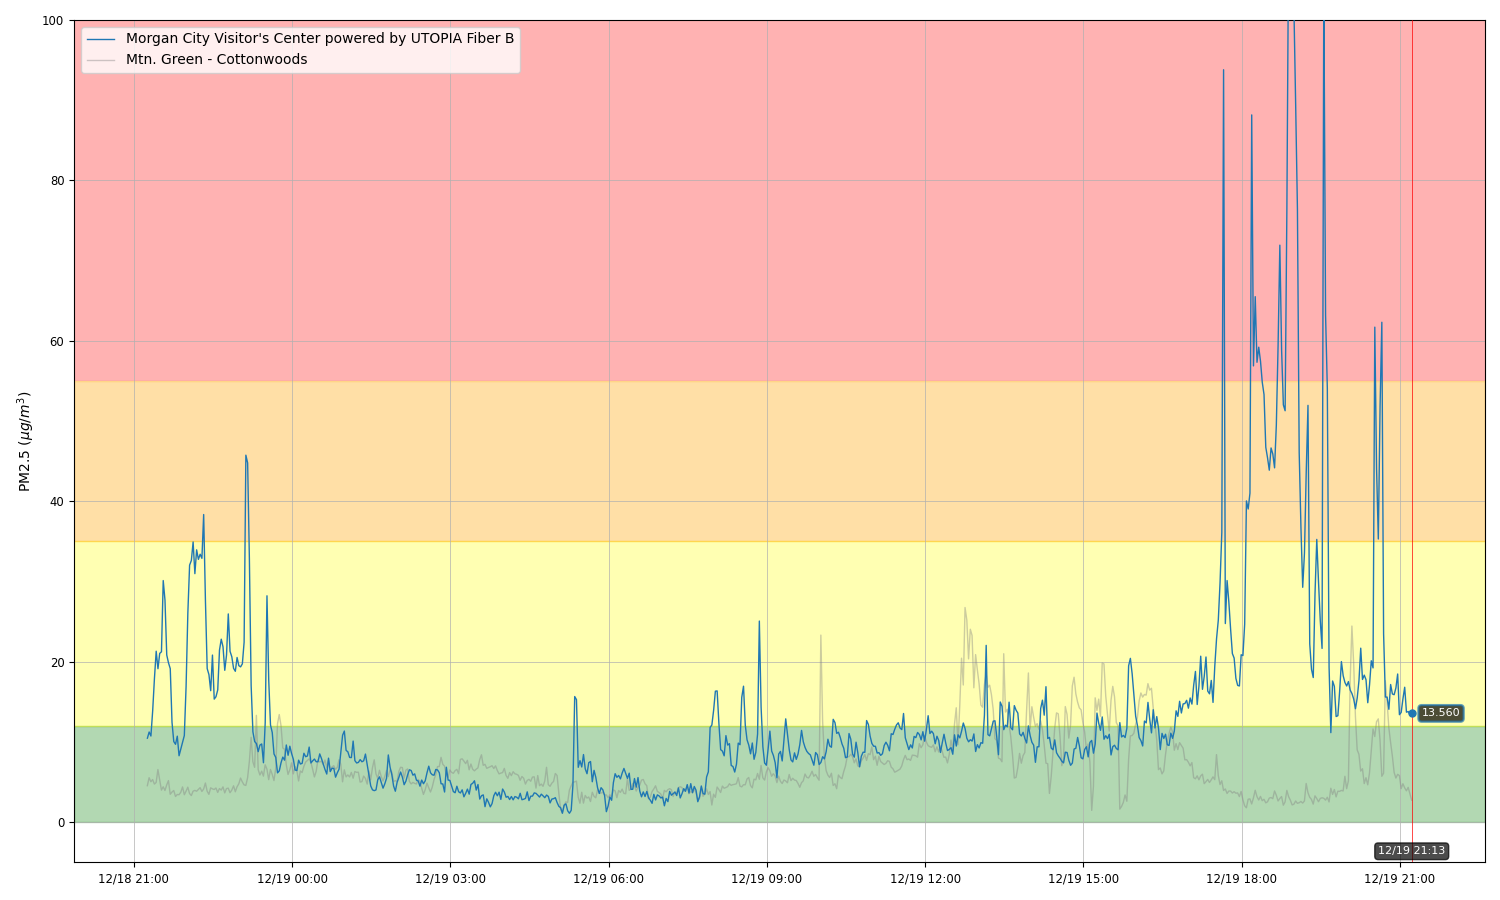 100
Morgan City Visitor's Center powered by UTOPIA Fiber B
Mtn. Green - Cottonwoods
80
60
PM2.5 (μg/m³)
40
20
13.560
0
12/19 21:13
12/18 21:00 12/19 00:00 12/19 03:00 12/19 06:00 12/19 09:00 12/19 12:00 12/19 15:00 12/19 18:00 12/19 21:00